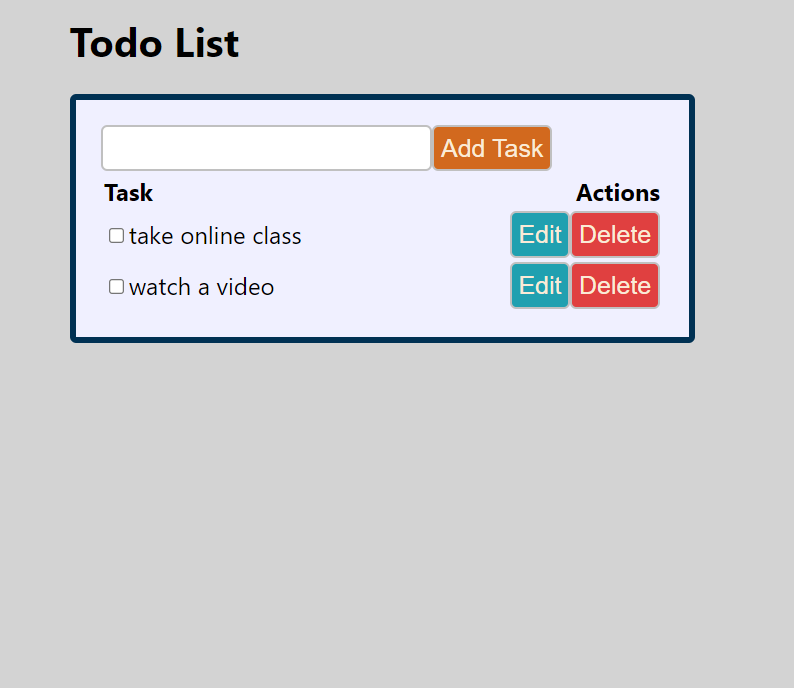 Todo List
Add Task
Task Actions
take online class Edit Delete
watch a video Edit Delete